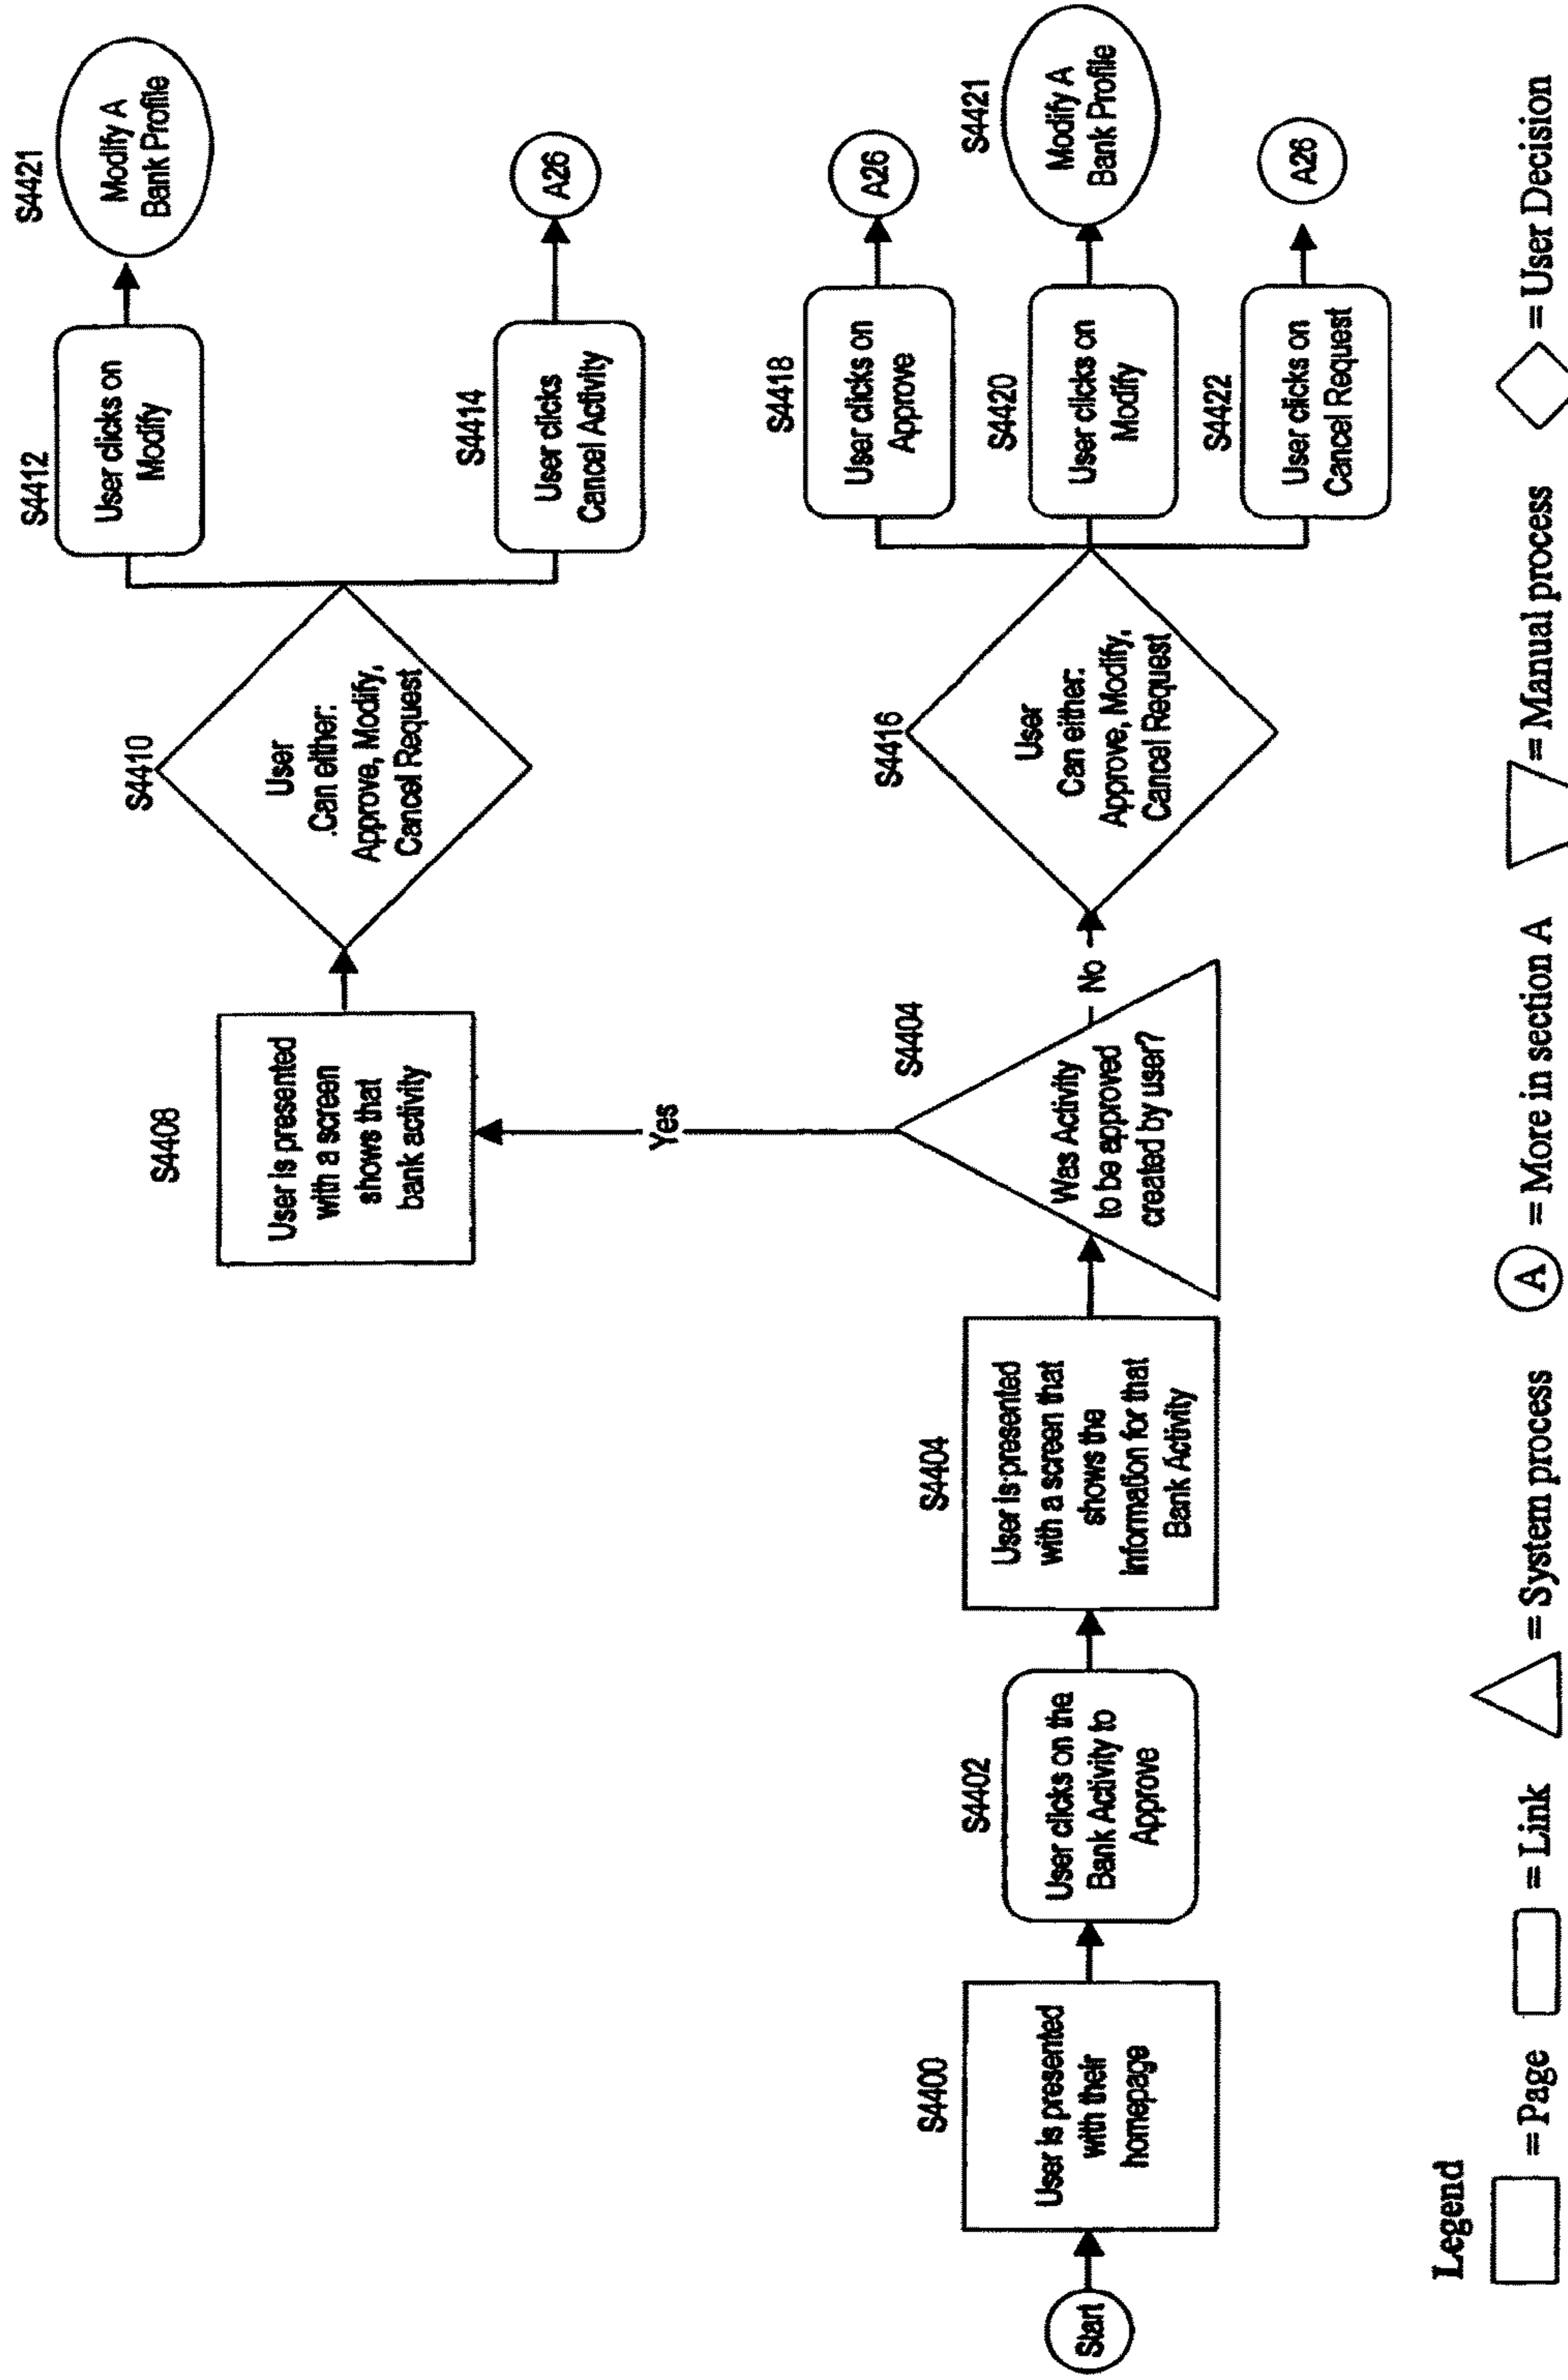 S4408
User is presented
with a screen
shows that
bank activity
S4410
User
.Can either:
Approve, Modify,
Cancel Request
S4412
User clicks on
Modify
S4421
Modify A
Bank Profile
S4414
User clicks
Cancel Activity
A26
Yes
Start
S4400
User is presented
with their
homepage
S4402
User clicks on the
Bank Activity to
Approve
S4404
User is presented
with a screen that
shows the
information for that
Bank Activity
S4404
Was Activity
to be approved
created by user?
No
S4416
User
Can either:
Approve, Modify,
Cancel Request
S4418
User clicks on
Approve
A26
S4420
User clicks on
Modify
S4421
Modify A
Bank Profile
S4422
User clicks on
Cancel Request
A26
Legend
= Page
= Link
= System process
A
= More in section A
= Manual process
= User Decision